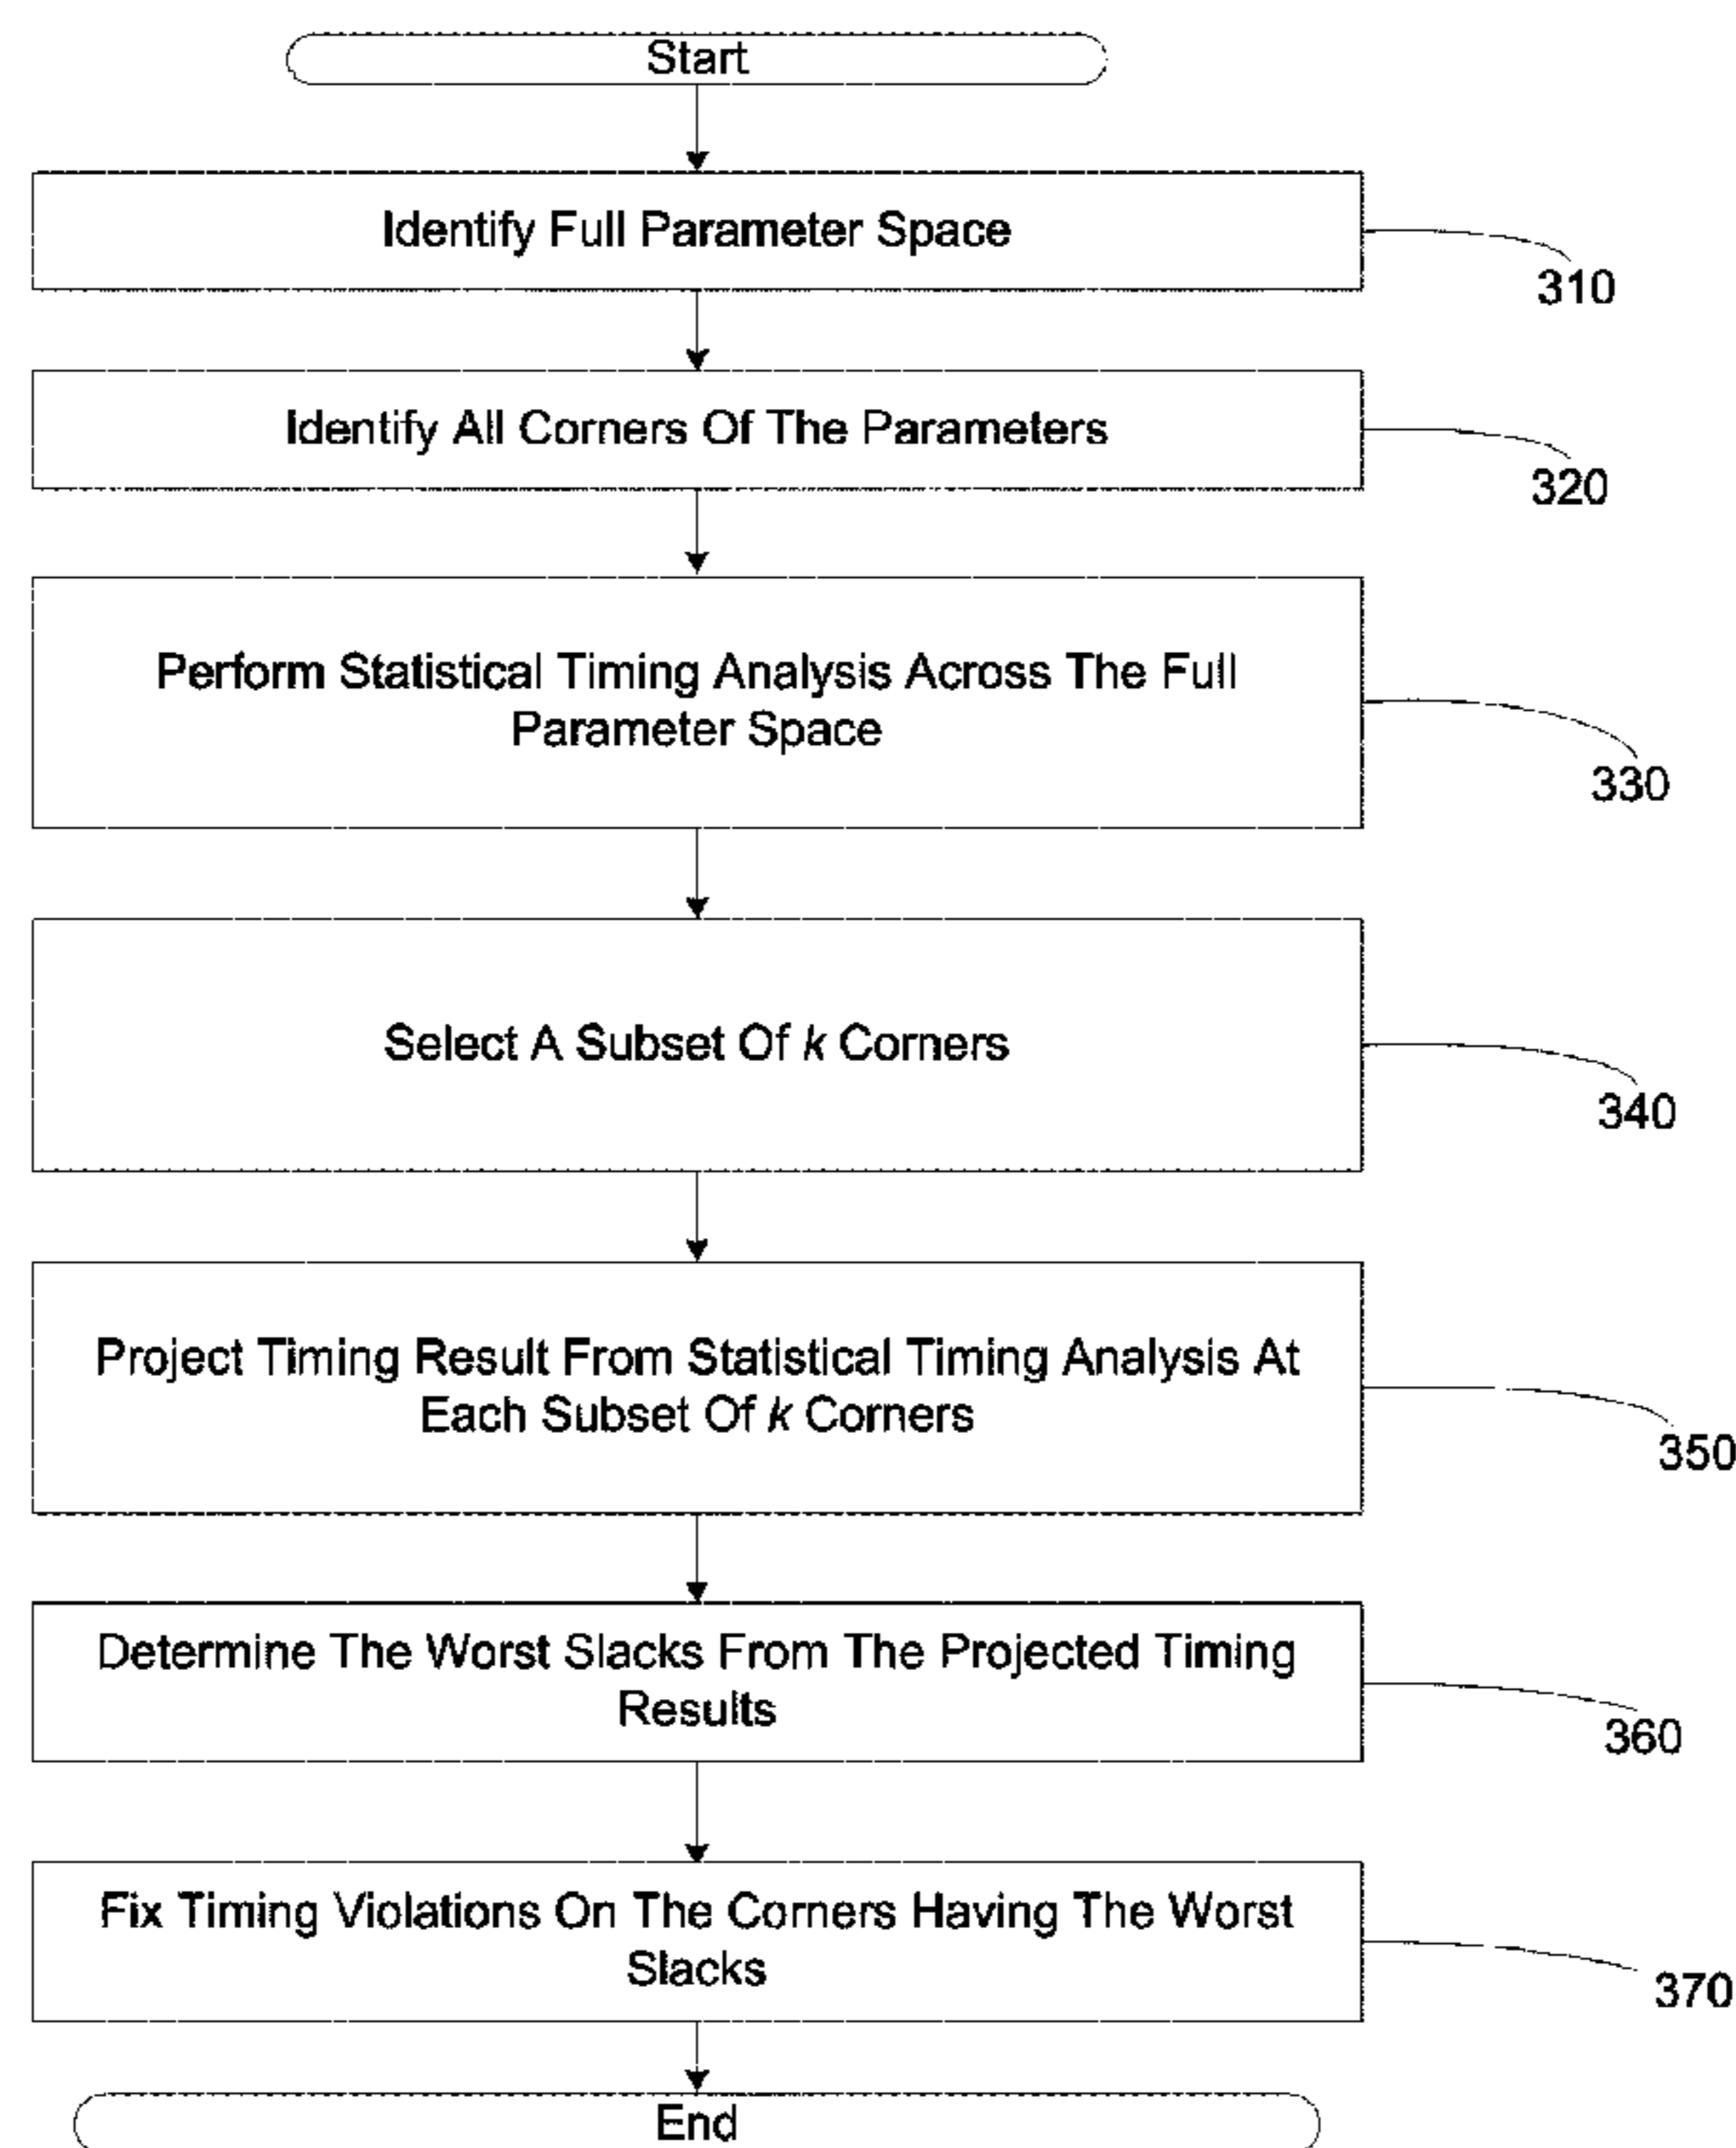 Start
Identify Full Parameter Space
310
Identify All Corners Of The Parameters
320
Perform Statistical Timing Analysis Across The Full
Parameter Space
330
Select A Subset Of k Corners
340
Project Timing Result From Statistical Timing Analysis At
Each Subset Of k Corners
350
Determine The Worst Slacks From The Projected Timing
Results
360
Fix Timing Violations On The Corners Having The Worst
Slacks
370
End